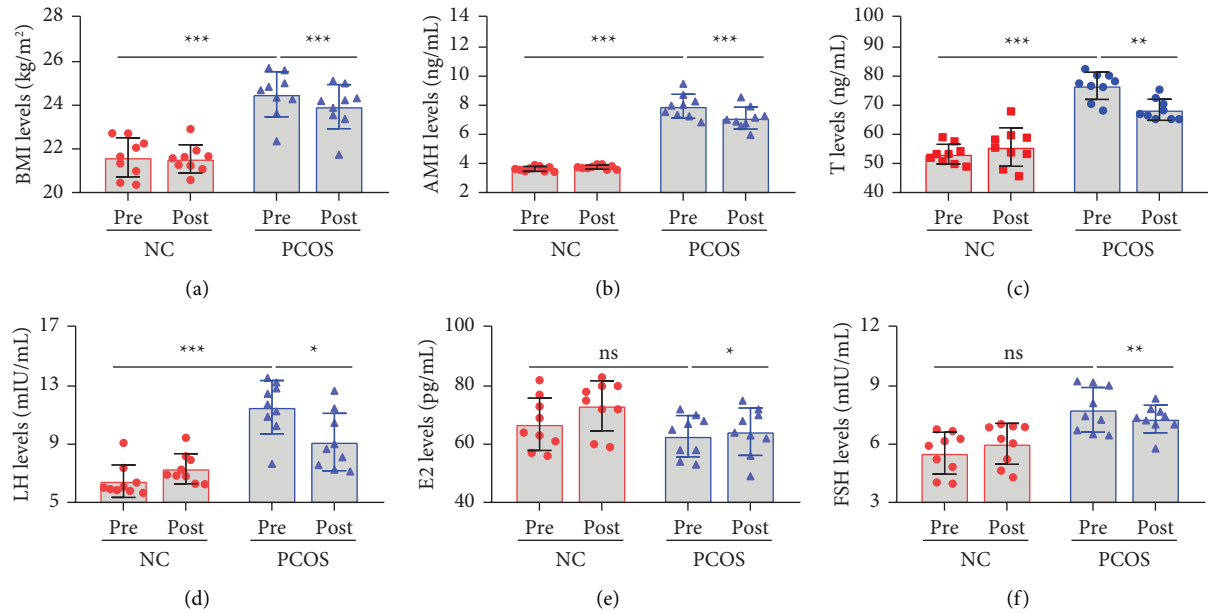 BMI levels (kg/m²)
28
26
24
22
20
***
***
Pre
Post
Pre
Post
NC
PCOS
(a)
AMH levels (ng/mL)
14
12
10
8
6
4
2
***
***
Pre
Post
Pre
Post
NC
PCOS
(b)
T levels (ng/mL)
100
90
80
70
60
50
40
***
**
Pre
Post
Pre
Post
NC
PCOS
(c)
LH levels (mIU/mL)
17
13
9
5
***
*
Pre
Post
Pre
Post
NC
PCOS
(d)
E2 levels (pg/mL)
100
80
60
40
ns
*
Pre
Post
Pre
Post
NC
PCOS
(e)
FSH levels (mIU/mL)
12
9
6
3
ns
**
Pre
Post
Pre
Post
NC
PCOS
(f)